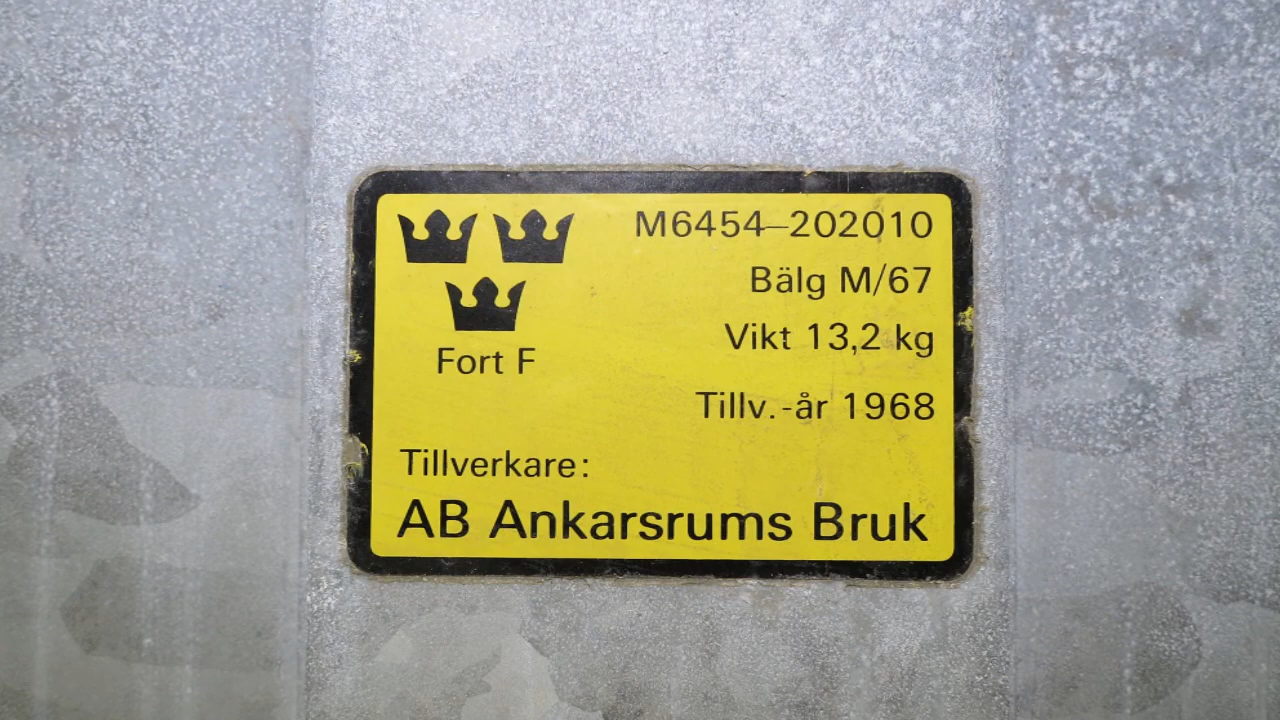 M6454–202010
Bälg M/67
Vikt 13,2 kg
Fort F
Tillv.-år 1968
Tillverkare:
AB Ankarsrums Bruk